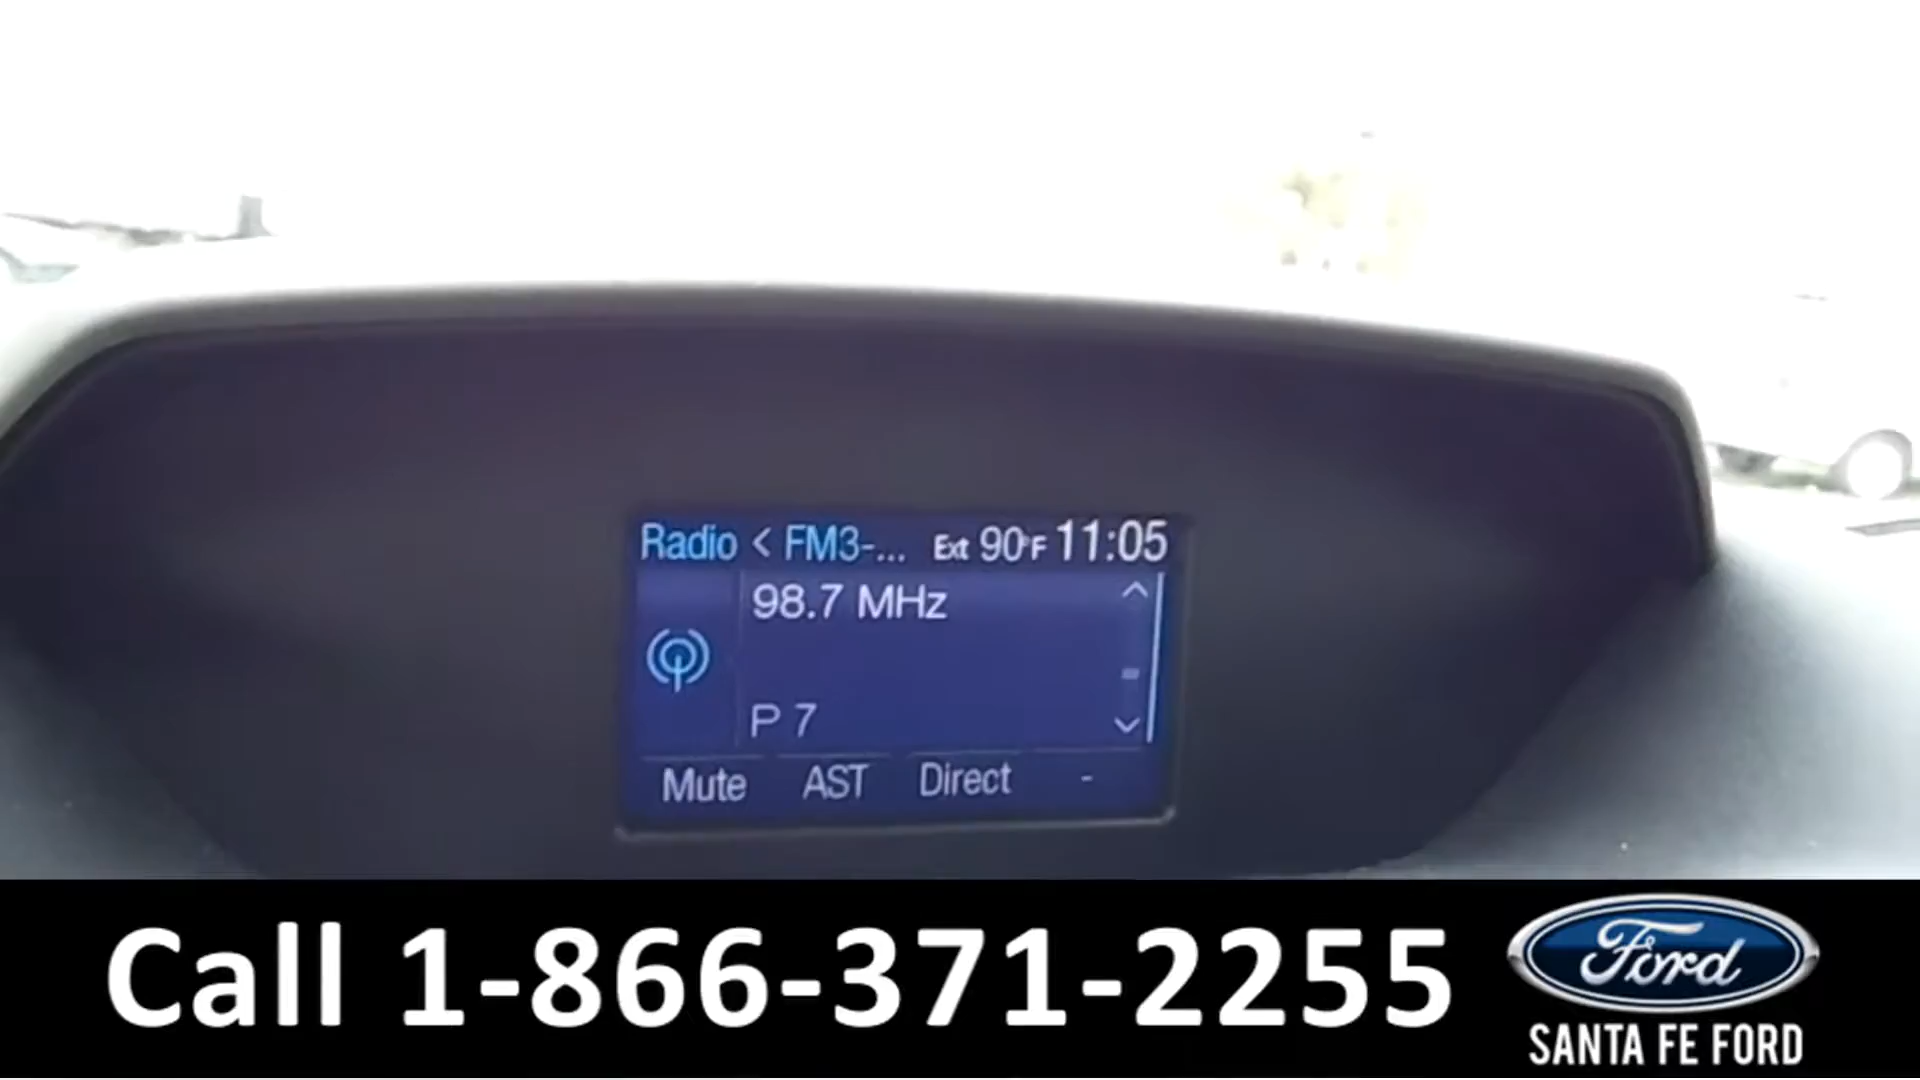 Radio < FM3-... Ext 90°F 11:05
98.7 MHz
P 7
Mute AST Direct -
Call 1-866-371-2255
Ford
SANTA FE FORD